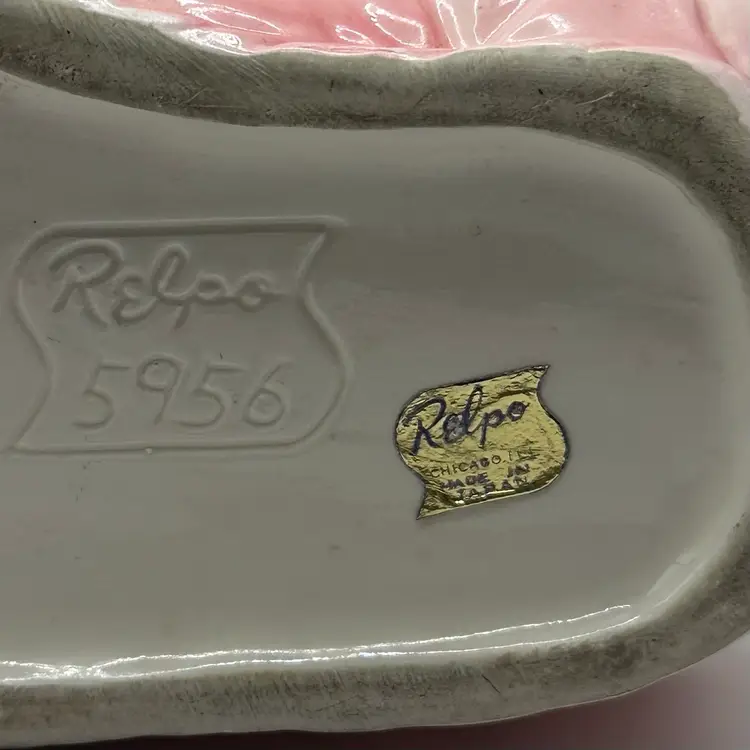 Relpo
5956
Relpo
CHICAGO, ILL
MADE IN
JAPAN